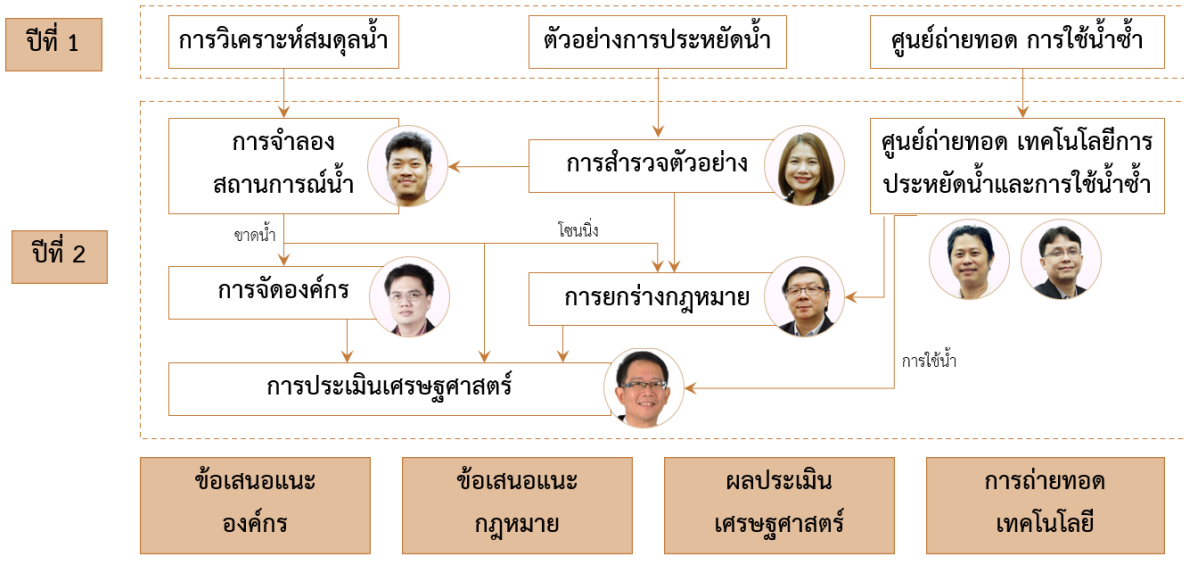 ปีที่ 1
การวิเคราะห์สมดุลน้ำ
ตัวอย่างการประหยัดน้ำ
ศูนย์ถ่ายทอด การใช้น้ำซ้ำ
ปีที่ 2
การจำลอง
สถานการณ์น้ำ
การสำรวจตัวอย่าง
ศูนย์ถ่ายทอด เทคโนโลยีการ
ประหยัดน้ำและการใช้น้ำซ้ำ
ขาดน้ำ
โซนนิ่ง
การจัดองค์กร
การยกร่างกฎหมาย
การใช้น้ำ
การประเมินเศรษฐศาสตร์
ข้อเสนอแนะ
องค์กร
ข้อเสนอแนะ
กฎหมาย
ผลประเมิน
เศรษฐศาสตร์
การถ่ายทอด
เทคโนโลยี